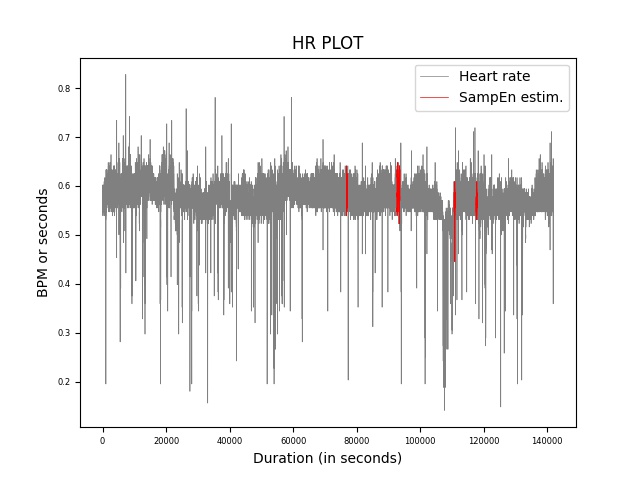 HR PLOT
Heart rate
SampEn estim.
BPM or seconds
0.8
0.7
0.6
0.5
0.4
0.3
0.2
0 20000 40000 60000 80000 100000 120000 140000
Duration (in seconds)